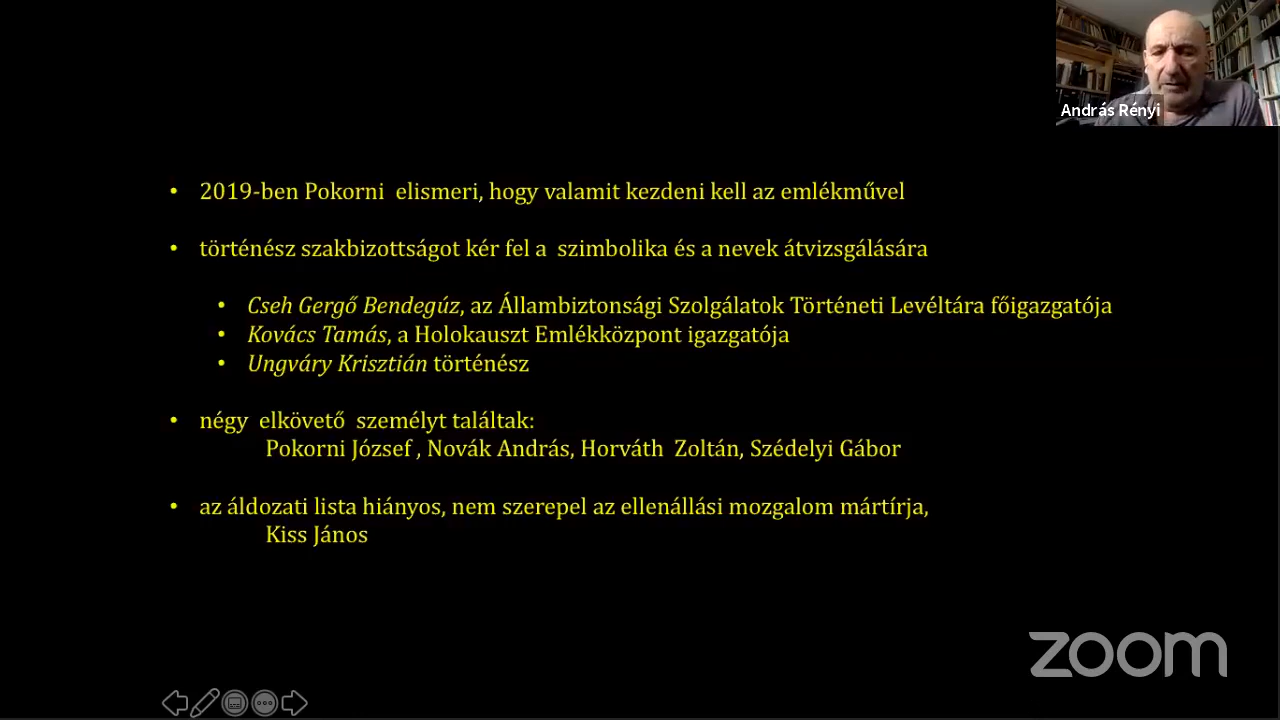 András Rényi
• 2019-ben Pokorni elismeri, hogy valamit kezdeni kell az emlékművel
• történész szakbizottságot kér fel a szimbolika és a nevek átvizsgálására
• Cseh Gergő Bendegúz, az Állambiztonsági Szolgálatok Történeti Levéltára főigazgatója
• Kovács Tamás, a Holokauszt Emlékközpont igazgatója
• Ungváry Krisztián történész
• négy elkövető személyt találtak:
Pokorni József , Novák András, Horváth Zoltán, Szédelyi Gábor
• az áldozati lista hiányos, nem szerepel az ellenállási mozgalom mártírja,
Kiss János
zoom